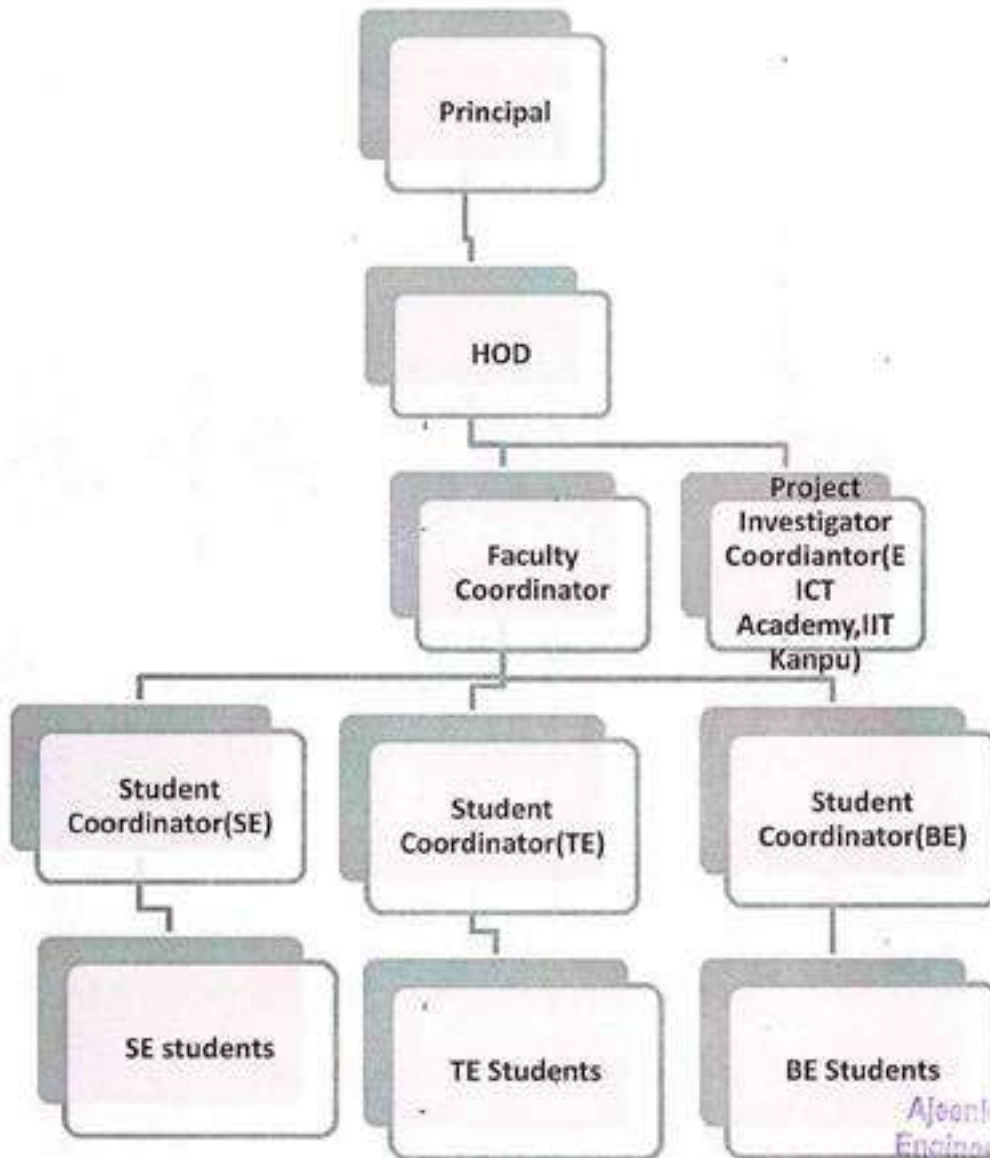 Principal
HOD
Faculty
Coordinator
Project
Investigator
Coordiantor(E
ICT
Academy,IIT
Kanpu)
Student
Coordinator(SE)
Student
Coordinator(TE)
Student
Coordinator(BE)
SE students
TE Students
BE Students